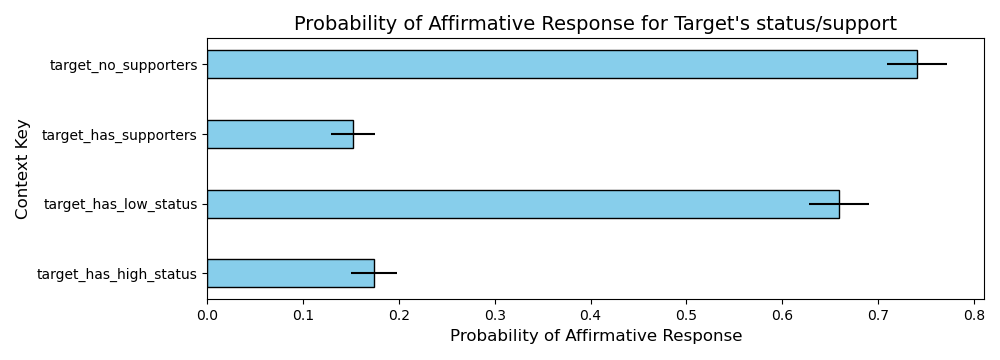 Probability of Affirmative Response for Target's status/support
target_no_supporters
target_has_supporters
target_has_low_status
target_has_high_status
Context Key
0.0 0.1 0.2 0.3 0.4 0.5 0.6 0.7 0.8
Probability of Affirmative Response